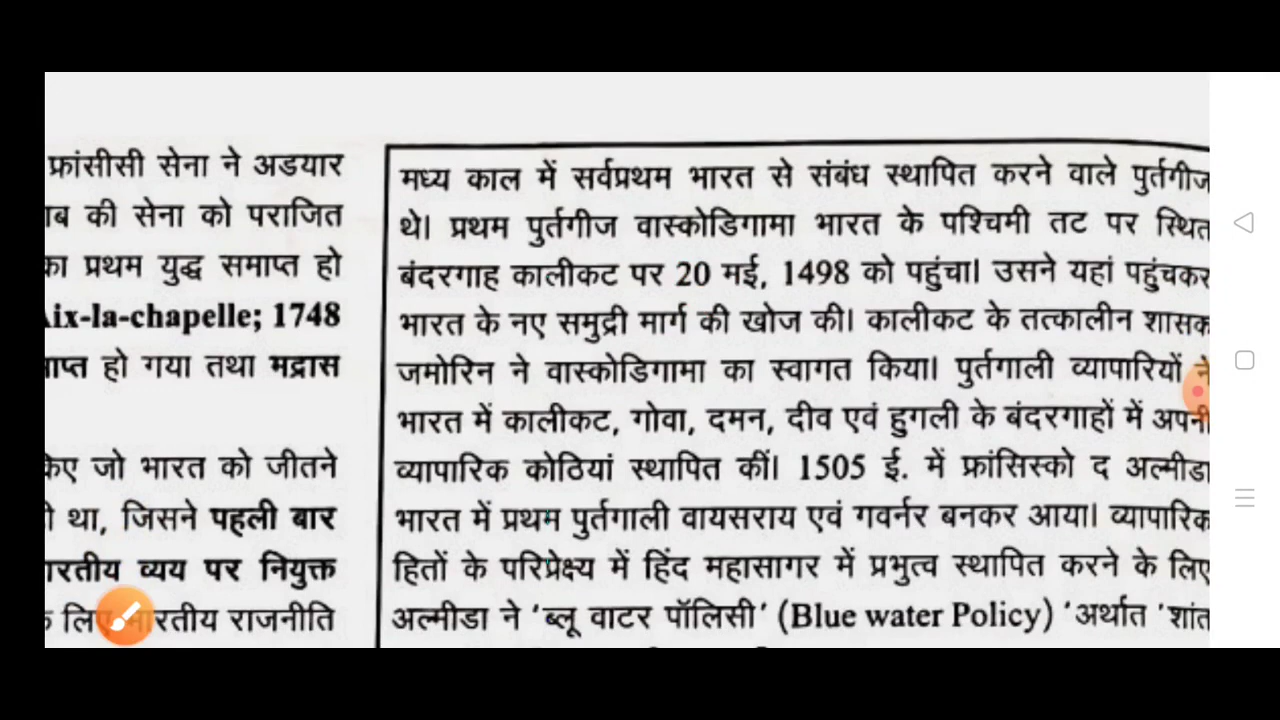 फ्रांसीसी सेना ने अडयार
की सेना को पराजित
का प्रथम युद्ध समाप्त हो
Aix-la-chapelle; 1748
हो गया तथा मद्रास
किए जो भारत को जीतने
था, जिसने पहली बार
व्यय पर नियुक्त
राजनीति
मध्य काल में सर्वप्रथम भारत से संबंध स्थापित करने वाले पुर्तगीज
थे। प्रथम पुर्तगीज वास्कोडिगामा भारत के पश्चिमी तट पर स्थित
बंदरगाह कालीकट पर 20 मई, 1498 को पहुंचा। उसने यहां पहुंचकर
भारत के नए समुद्री मार्ग की खोज की। कालीकट के तत्कालीन शासक
जमोरिन ने वास्कोडिगामा का स्वागत किया। पुर्तगाली व्यापारियों ने
भारत में कालीकट, गोवा, दमन, दीव एवं हुगली के बंदरगाहों में अपनी
व्यापारिक कोठियां स्थापित कीं। 1505 ई. में फ्रांसिस्को द अल्मीडा
भारत में प्रथम पुर्तगाली वायसराय एवं गवर्नर बनकर आया। व्यापारिक
हितों के परिप्रेक्ष्य में हिंद महासागर में प्रभुत्व स्थापित करने के लिए
अल्मीडा ने 'ब्लू वाटर पॉलिसी' (Blue water Policy) 'अर्थात 'शांत